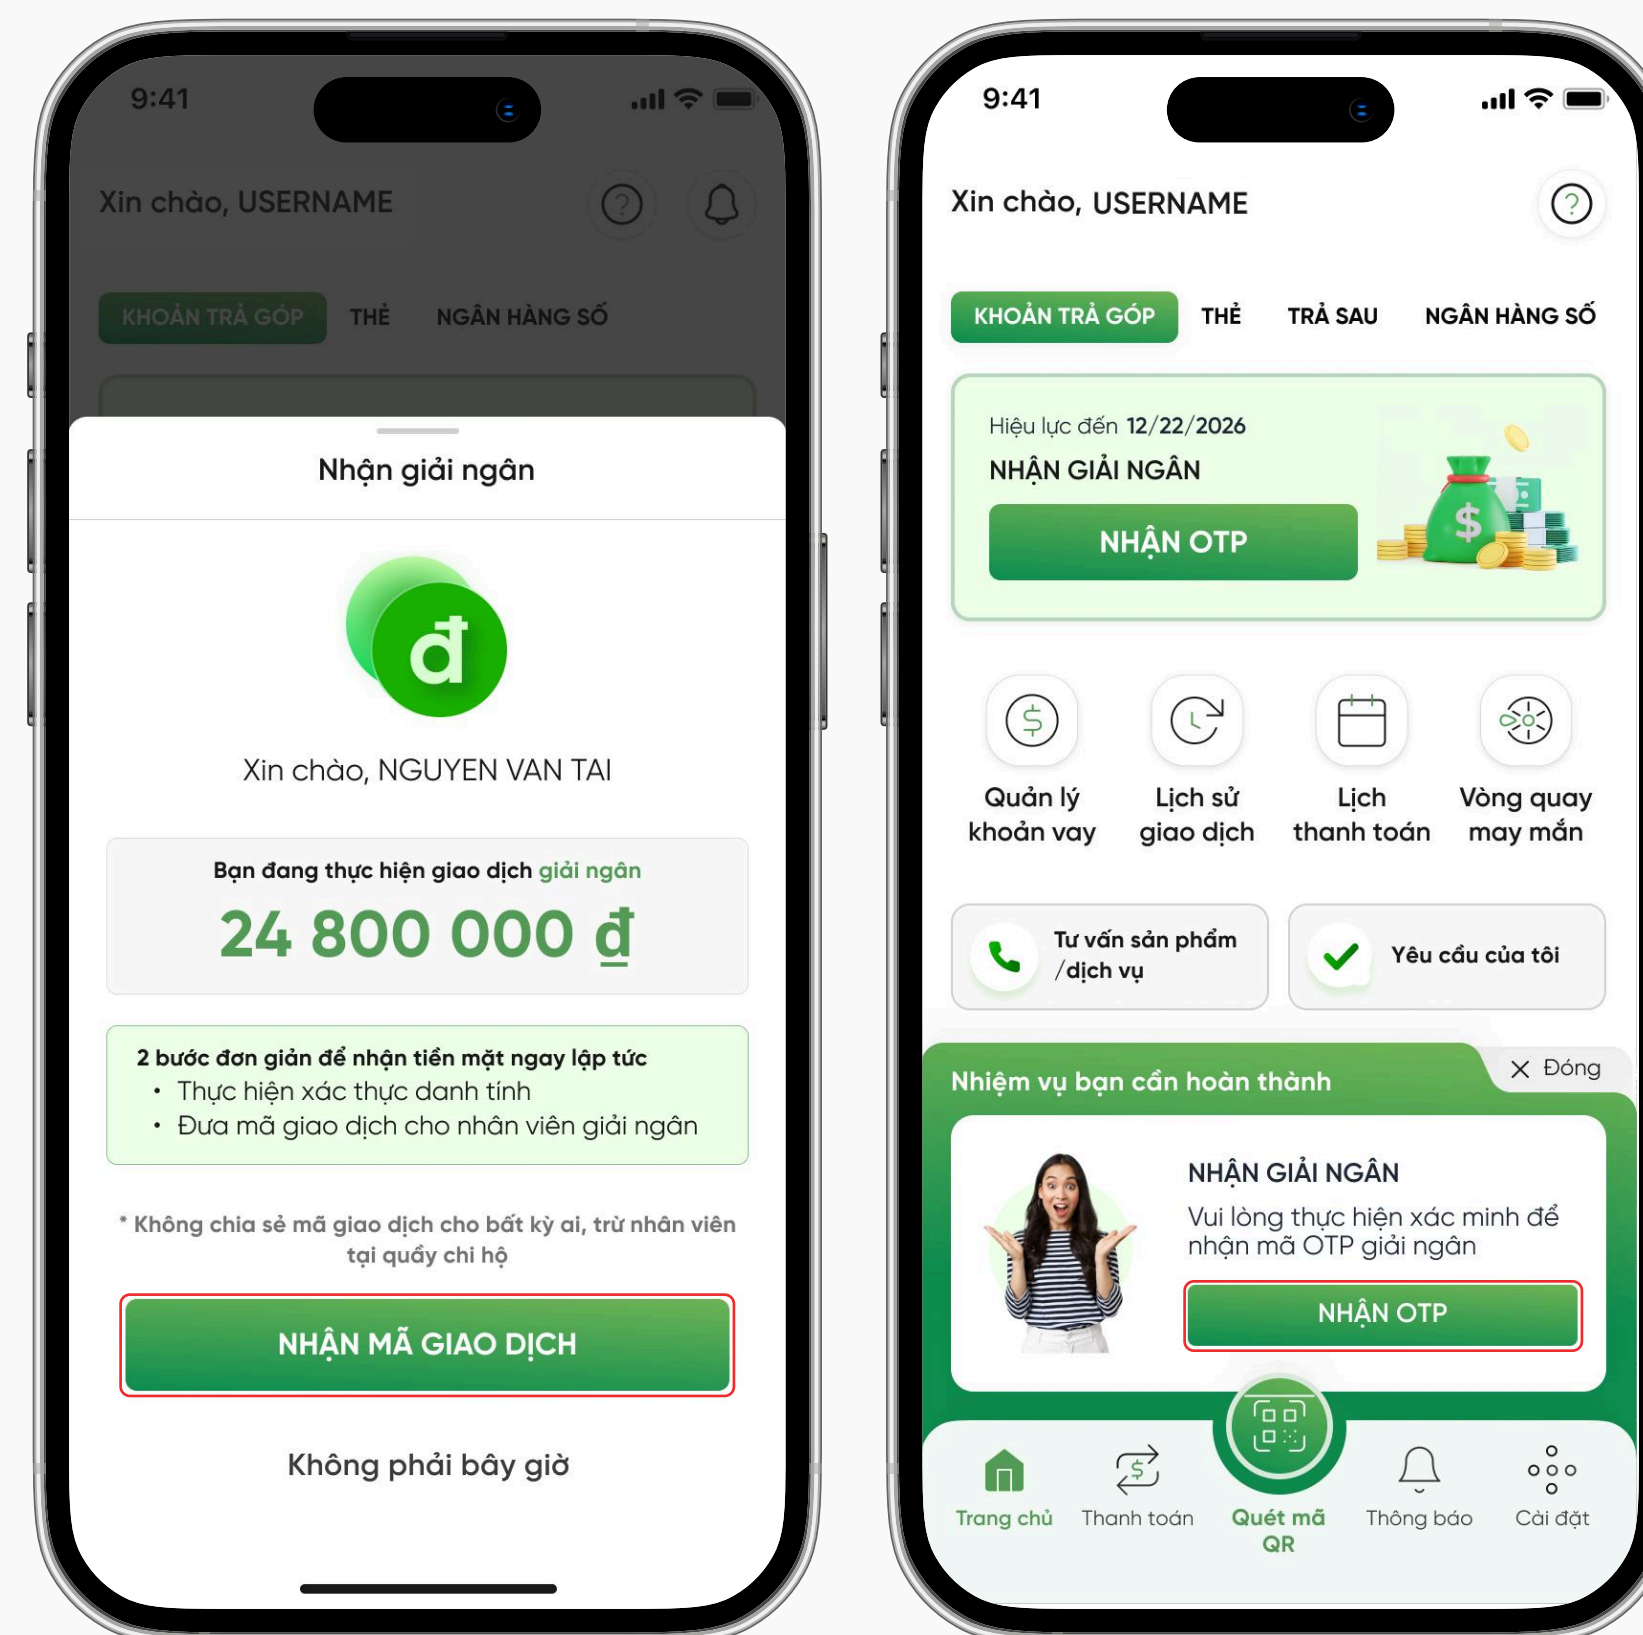 9:41
Xin chào, USERNAME
KHOẢN TRẢ GÓP THẺ NGÂN HÀNG SỐ
Nhận giải ngân
đ
Xin chào, NGUYEN VAN TAI
Bạn đang thực hiện giao dịch giải ngân
24 800 000 đ
2 bước đơn giản để nhận tiền mặt ngay lập tức
• Thực hiện xác thực danh tính
• Đưa mã giao dịch cho nhân viên giải ngân
* Không chia sẻ mã giao dịch cho bất kỳ ai, trừ nhân viên
tại quầy chi hộ
NHẬN MÃ GIAO DỊCH
Không phải bây giờ
9:41
Xin chào, USERNAME
KHOẢN TRẢ GÓP THẺ TRẢ SAU NGÂN HÀNG SỐ
Hiệu lực đến 12/22/2026
NHẬN GIẢI NGÂN
NHẬN OTP
Quản lý
khoản vay
Lịch sử
giao dịch
Lịch
thanh toán
Vòng quay
may mắn
Tư vấn sản phẩm
/dịch vụ
Yêu cầu của tôi
Nhiệm vụ bạn cần hoàn thành
Đóng
NHẬN GIẢI NGÂN
Vui lòng thực hiện xác minh để
nhận mã OTP giải ngân
NHẬN OTP
Trang chủ
Thanh toán
Quét mã
QR
Thông báo
Cài đặt